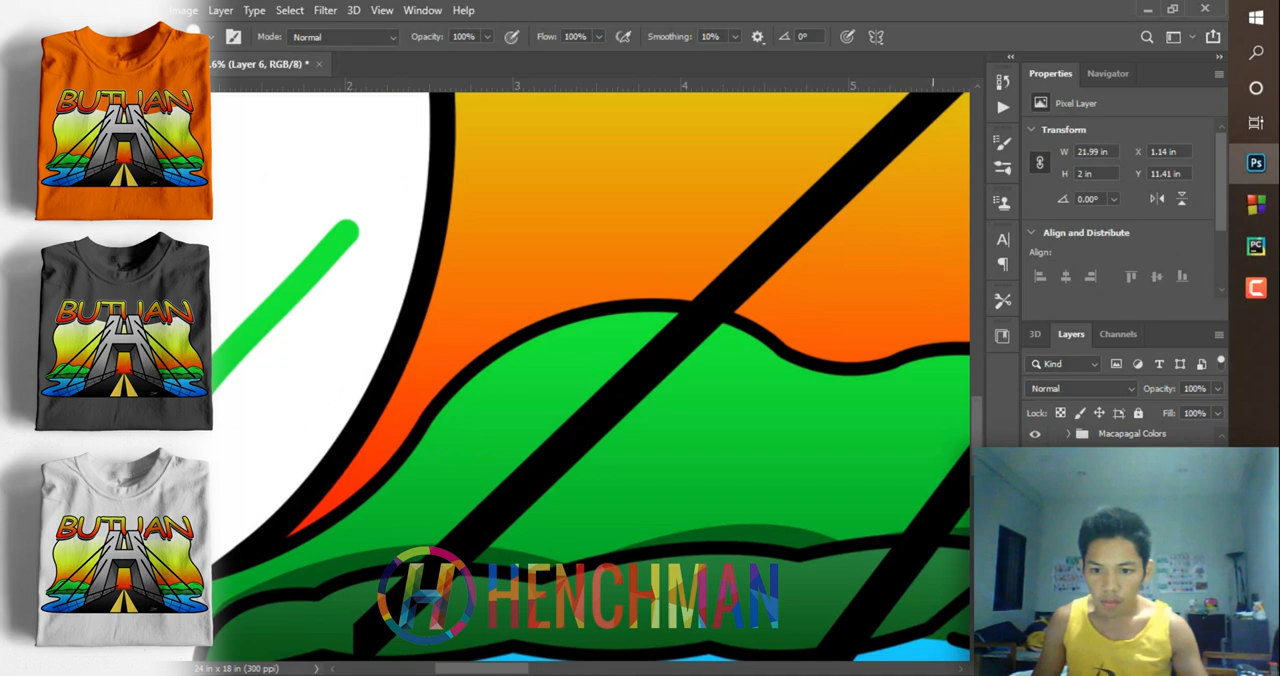 Image Layer Type Select Filter 3D View Window Help
Mode: Normal Opacity: 100% Flow: 100% Smoothing: 10% 0°
.6% (Layer 6, RGB/8) *
2 3 4 5
BUTUAN
BUTUAN
BUTUAN
HENCHMAN
24 in x 18 in (300 ppi)
Properties Navigator
Pixel Layer
Transform
W 21.99 in X 1.14 in
H 2 in Y 11.41 in
0.00°
Align and Distribute
Align:
3D Layers Channels
Kind
Normal Opacity: 100%
Lock: Fill: 100%
Macapagal Colors
Ps
PC